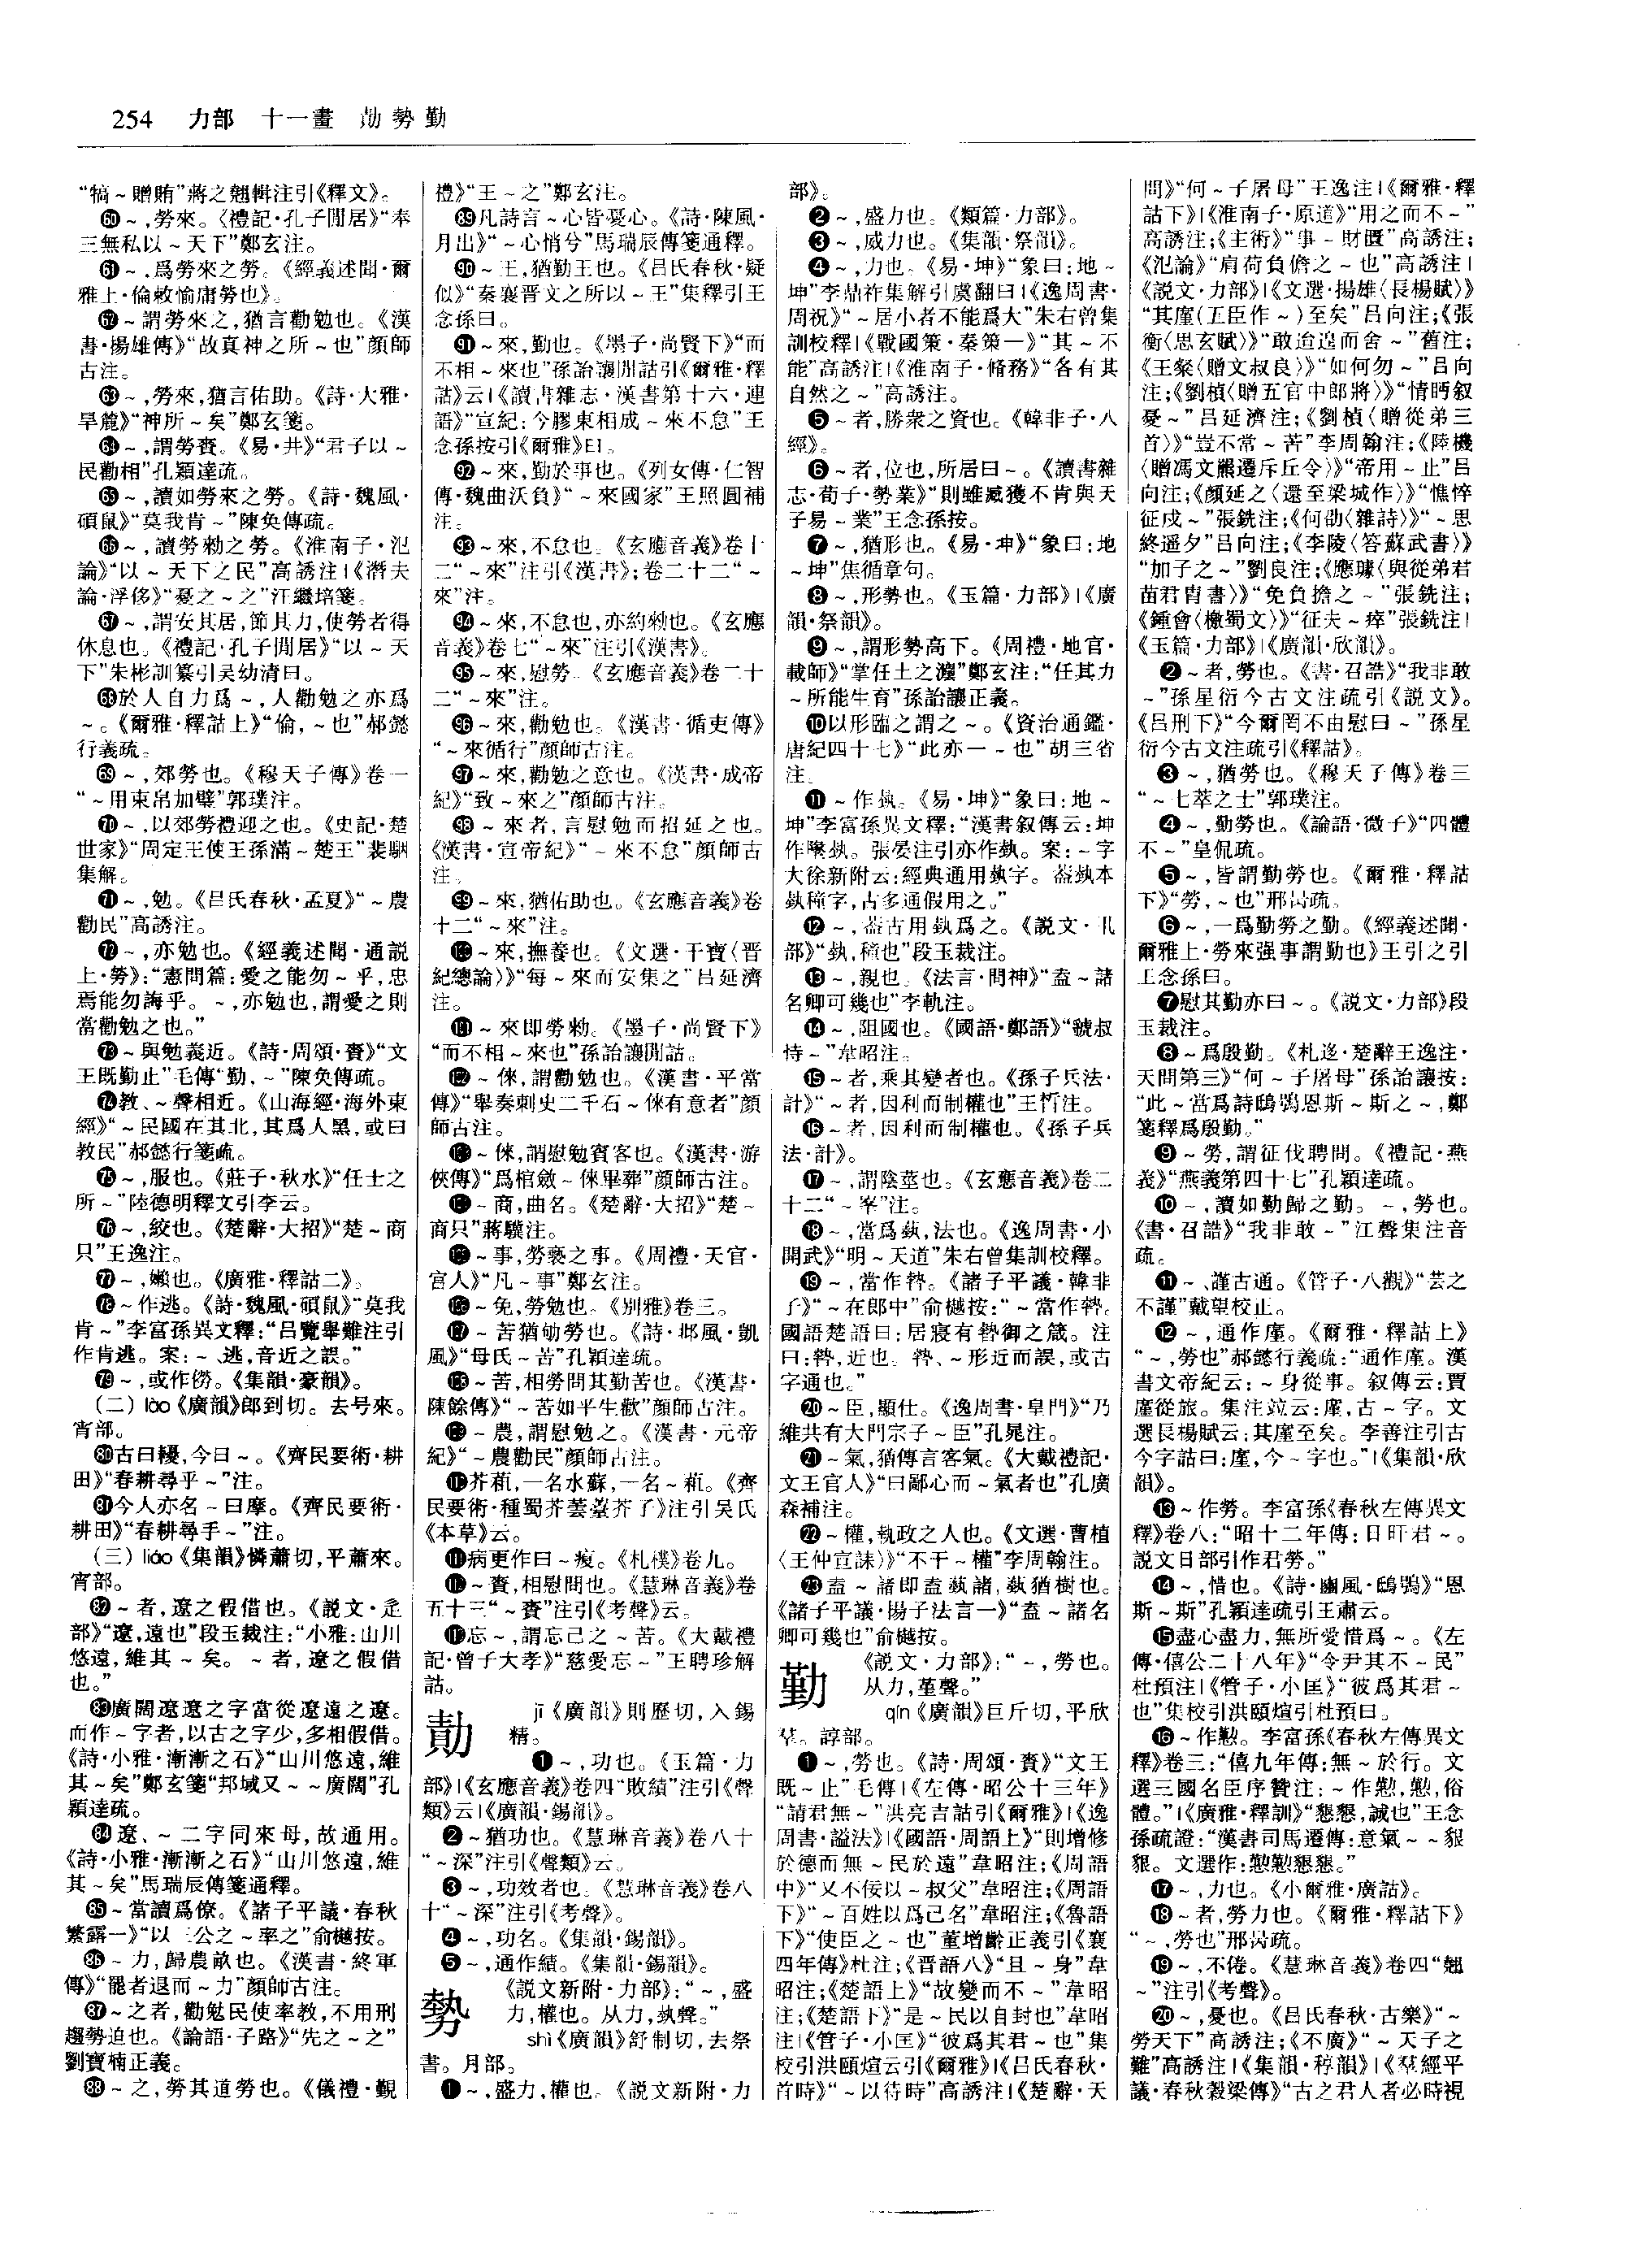 254 力部 十一畫 勣勢勤
“犒～贈賄”蔣之翹輯注引《釋文》。
⓺⓪～,勞來。《禮記·孔子閒居》“奉
三無私以～天下”鄭玄注。
㉛～,爲勞來之勞。《經義述聞·爾
雅上·倫敕愉庸勞也》。
62～謂勞來之,猶言勸勉也。《漢
書·揚雄傳》“故真神之所～也”顔師
古注。
63～,勞來,猶言佑助。《詩·大雅·
旱麓》“神所～矣”鄭玄箋。
64～,謂勞賚。《易·井》“君子以～
民勸相”孔穎達疏。
65～,讀如勞來之勞。《詩·魏風·
碩鼠》“莫我肯～”陳奂傳疏。
66～,讀勞勑之勞。《淮南子·氾
論》“以～天下之民”高誘注|《潛夫
論·浮侈》“憂之～之”汪繼培箋。
67～,謂安其居,節其力,使勞者得
休息也。《禮記·孔子閒居》“以～天
下”朱彬訓纂引吴幼清曰。
68於人自力爲～,人勸勉之亦爲
～。《爾雅·釋詁上》“倫,～也”郝懿
行義疏。
69～,郊勞也。《穆天子傳》卷一
“～用束帛加璧”郭璞注。
70～,以郊勞禮迎之也。《史記·楚
世家》“周定王使王孫滿～楚王”裴駰
集解。
71～,勉。《吕氏春秋·孟夏》“～農
勸民”高誘注。
72～,亦勉也。《經義述聞·通説
上·勞》:“憲問篇:愛之能勿～乎,忠
焉能勿誨乎。～,亦勉也,謂愛之則
當勸勉之也。”
73～與勉義近。《詩·周頌·賚》“文
王既勤止”毛傳“勤,～”陳奂傳疏。
74教、～聲相近。《山海經·海外東
經》“～民國在其北,其爲人黑,或曰
教民”郝懿行箋疏。
75～,服也。《莊子·秋水》“任士之
所～”陸德明釋文引李云。
76～,絞也。《楚辭·大招》“楚～商
只”王逸注。
77～,嬾也。《廣雅·釋詁二》。
78～作逃。《詩·魏風·碩鼠》“莫我
肯～”李富孫異文釋:“吕覽舉難注引
作肯逃。案:～、逃,音近之誤。”
79～,或作僗。《集韻·豪韻》。
(二) lào《廣韻》郎到切。去号來。
宵部。
80古曰耰,今曰～。《齊民要術·耕
田》“春耕尋手～”注。
81今人亦名～曰摩。《齊民要術·
耕田》“春耕尋手～”注。
(三) liáo《集韻》憐蕭切,平蕭來。
宵部。
82～者,遼之假借也。《説文·辵
部》“遼,遠也”段玉裁注:“小雅:山川
悠遠,維其～矣。～者,遼之假借
也。”
83廣闊遼遼之字當從遼遠之遼。
而作～字者,以古之字少,多相假借。
《詩·小雅·漸漸之石》“山川悠遠,維
其～矣”鄭玄箋“邦域又～～廣闊”孔
穎達疏。
84遼、～二字同來母,故通用。
《詩·小雅·漸漸之石》“山川悠遠,維
其～矣”馬瑞辰傳箋通釋。
85～當讀爲僚。《諸子平議·春秋
繁露一》“以三公之～率之”俞樾按。
86～力,歸農畝也。《漢書·終軍
傳》“罷者退而～力”顔師古注。
87～之者,勸勉民使率教,不用刑
趨勢迫也。《論語·子路》“先之～之”
劉寶楠正義。
88～之,勞其道勞也。《儀禮·覲
禮》“王～之”鄭玄注。
89凡詩言～心皆憂心。《詩·陳風·
月出》“～心悄兮”馬瑞辰傳箋通釋。
90～王,猶勤王也。《吕氏春秋·疑
似》“秦襄晋文之所以～王”集釋引王
念孫曰。
91～來,勤也。《墨子·尚賢下》“而
不相～來也”孫詒讓閒詁引《爾雅·釋
詁》云|《讀書雜志·漢書第十六·連
語》“宣紀:今膠東相成～來不怠”王
念孫按引《爾雅》曰。
92～來,勤於事也。《列女傳·仁智
傳·魏曲沃負》“～來國家”王照圓補
注。
93～來,不怠也。《玄應音義》卷十
二“～來”注引《漢書》;卷二十二“～
來”注。
94～來,不怠也,亦約勑也。《玄應
音義》卷七“～來”注引《漢書》。
95～來,慰勞。《玄應音義》卷二十
二“～來”注。
96～來,勸勉也。《漢書·循吏傳》
“～來循行”顔師古注。
97～來,勸勉之意也。《漢書·成帝
紀》“致～來之”顔師古注。
98～來者,言慰勉而招延之也。
《漢書·宣帝紀》“～來不怠”顔師古
注。
99～來,猶佑助也。《玄應音義》卷
十二“～來”注。
100～來,撫養也。《文選·干寶〈晋
紀總論〉》“每～來而安集之”吕延濟
注。
101～來即勞勑。《墨子·尚賢下》
“而不相～來也”孫詒讓閒詁。
102～倈,謂勸勉也。《漢書·平當
傳》“舉奏刺史二千石～倈有意者”顔
師古注。
103～倈,謂慰勉賓客也。《漢書·游
俠傳》“爲棺斂～倈畢葬”顔師古注。
104～商,曲名。《楚辭·大招》“楚～
商只”蔣驥注。
105～事,勞褻之事。《周禮·天官·
宫人》“凡～事”鄭玄注。
106～免,勞勉也。《别雅》卷三。
107～苦猶劬勞也。《詩·邶風·凱
風》“母氏～苦”孔穎達疏。
108～苦,相勞問其勤苦也。《漢書·
陳餘傳》“～苦如平生歡”顔師古注。
109～農,謂慰勉之。《漢書·元帝
紀》“～農勸民”顔師古注。
110芥葅,一名水蘇,一名～葅。《齊
民要術·種蜀芥蕓薹芥子》注引吴氏
《本草》云。
111病更作曰～瘦。《札樸》卷九。
112～賚,相慰問也。《慧琳音義》卷
五十三“～賚”注引《考聲》云。
113忘～,謂忘己之～苦。《大戴禮
記·曾子大孝》“慈愛忘～”王聘珍解
詁。
勣 jī《廣韻》則歷切,入錫
精。
❶～,功也。《玉篇·力
部》|《玄應音義》卷四“敗績”注引《聲
類》云|《廣韻·錫韻》。
❷～猶功也。《慧琳音義》卷八十
“～深”注引《聲類》云。
❸～,功效者也。《慧琳音義》卷八
十“～深”注引《考聲》。
❹～,功名。《集韻·錫韻》。
❺～,通作績。《集韻·錫韻》。
勢 《説文新附·力部》:“～,盛
力,權也。从力,埶聲。”
shì《廣韻》舒制切,去祭
書。月部。
❶～,盛力,權也。《説文新附·力
部》。
❷～,盛力也。《類篇·力部》。
❸～,威力也。《集韻·祭韻》。
❹～,力也。《易·坤》“象曰:地～
坤”李鼎祚集解引虞翻曰|《逸周書·
周祝》“～居小者不能爲大”朱右曾集
訓校釋|《戰國策·秦策一》“其～不
能”高誘注|《淮南子·脩務》“各有其
自然之～”高誘注。
❺～者,勝衆之資也。《韓非子·八
經》。
❻～者,位也,所居曰～。《讀書雜
志·荀子·勢業》“則雖臧獲不肯與天
子易～業”王念孫按。
❼～,猶形也。《易·坤》“象曰:地
～坤”焦循章句。
❽～,形勢也。《玉篇·力部》|《廣
韻·祭韻》。
❾～,謂形勢高下。《周禮·地官·
載師》“掌任土之灋”鄭玄注:“任其力
～所能生育”孫詒讓正義。
❿以形臨之謂之～。《資治通鑑·
唐紀四十七》“此亦一～也”胡三省
注。
⓫～作埶。《易·坤》“象曰:地～
坤”李富孫異文釋:“漢書叙傳云:坤
作墬埶。張晏注引亦作埶。案:～字
大徐新附云:經典通用埶字。葢埶本
埶穜字,古多通假用之。”
⓬～,葢古用埶爲之。《説文·丮
部》“埶,穜也”段玉裁注。
⓭～,親也。《法言·問神》“盍～諸
名卿可幾也”李軌注。
⓮～,阻國也。《國語·鄭語》“虢叔
恃～”韋昭注。
⓯～者,乘其變者也。《孫子兵法·
計》“～者,因利而制權也”王晳注。
⓰～者,因利而制權也。《孫子兵
法·計》。
⓱～,謂陰莖也。《玄應音義》卷二
十二“～峯”注。
⓲～,當爲埶,法也。《逸周書·小
開武》“明～天道”朱右曾集訓校釋。
⓳～,當作暬。《諸子平議·韓非
子》“～在郎中”俞樾按:“～當作暬。
國語楚語曰:居寢有暬御之箴。注
曰:暬,近也。暬、～形近而誤,或古
字通也。”
⓴～臣,顯仕。《逸周書·皇門》“乃
維共有大門宗子～臣”孔晁注。
㉑～氣,猶傳言客氣。《大戴禮記·
文王官人》“曰鄙心而～氣者也”孔廣
森補注。
㉒～權,執政之人也。《文選·曹植
〈王仲宣誄〉》“不干～權”李周翰注。
㉓盍～諸即盍蓺諸,蓺猶樹也。
《諸子平議·揚子法言一》“盍～諸名
卿可幾也”俞樾按。
勤 《説文·力部》:“～,勞也。
从力,堇聲。”
qín《廣韻》巨斤切,平欣
羣。諄部。
❶～,勞也。《詩·周頌·賚》“文王
既～止”毛傳|《左傳·昭公十三年》
“請君無～”洪亮吉詁引《爾雅》|《逸
周書·謚法》|《國語·周語上》“則增修
於德而無～民於遠”韋昭注;《周語
中》“又不佞以～叔父”韋昭注;《周語
下》“～百姓以爲己名”韋昭注;《魯語
下》“使臣之～也”董增齡正義引《襄
四年傳》杜注;《晋語八》“且～身”韋
昭注;《楚語上》“故變而不～”韋昭
注;《楚語下》“是～民以自封也”韋昭
注|《管子·小匡》“彼爲其君～也”集
校引洪頤煊云引《爾雅》|《吕氏春秋·
首時》“～以待時”高誘注|《楚辭·天
問》“何～子屠母”王逸注|《爾雅·釋
詁下》|《淮南子·原道》“用之而不～”
高誘注;《主術》“事～財匱”高誘注;
《氾論》“肩荷負儋之～也”高誘注|
《説文·力部》|《文選·揚雄〈長楊賦〉》
“其廑(五臣作～)至矣”吕向注;《張
衡〈思玄賦〉》“敢迨遑而舍～”舊注;
《王粲〈贈文叔良〉》“如何勿～”吕向
注;《劉楨〈贈五官中郎將〉》“情眄叙
憂～”吕延濟注;《劉楨〈贈從弟三
首〉》“豈不常～苦”李周翰注;《陸機
〈贈馮文羆遷斥丘令〉》“帝用～止”吕
向注;《顔延之〈還至梁城作〉》“憔悴
征戍～”張銑注;《何劭〈雜詩〉》“～思
終遥夕”吕向注;《李陵〈答蘇武書〉》
“加子之～”劉良注;《應璩〈與從弟君
苗君冑書〉》“免負擔之～”張銑注;
《鍾會〈檄蜀文〉》“征夫～瘁”張銑注|
《玉篇·力部》|《廣韻·欣韻》。
❷～者,勞也。《書·召誥》“我非敢
～”孫星衍今古文注疏引《説文》。
《吕刑下》“今爾罔不由慰曰～”孫星
衍今古文注疏引《釋詁》。
❸～,猶勞也。《穆天子傳》卷三
“～七萃之士”郭璞注。
❹～,勤勞也。《論語·微子》“四體
不～”皇侃疏。
❺～,皆謂勤勞也。《爾雅·釋詁
下》“勞,～也”邢昺疏。
❻～,一爲勤勞之勤。《經義述聞·
爾雅上·勞來强事謂勤也》王引之引
王念孫曰。
❼慰其勤亦曰～。《説文·力部》段
玉裁注。
❽～爲殷勤。《札迻·楚辭王逸注·
天問第三》“何～子屠母”孫詒讓按:
“此～當爲詩鴟鴞恩斯～斯之～,鄭
箋釋爲殷勤。”
❾～勞,謂征伐聘問。《禮記·燕
義》“燕義第四十七”孔穎達疏。
❿～,讀如勤歸之勤。～,勞也。
《書·召誥》“我非敢～”江聲集注音
疏。
⓫～、謹古通。《管子·八觀》“芸之
不謹”戴望校正。
⓬～,通作廑。《爾雅·釋詁上》
“～,勞也”郝懿行義疏:“通作廑。漢
書文帝紀云:～身從事。叙傳云:賈
廑從旅。集注竝云:廑,古～字。文
選長楊賦云:其廑至矣。李善注引古
今字詁曰:廑,今～字也。”|《集韻·欣
韻》。
⓭～作勞。李富孫《春秋左傳異文
釋》卷八:“昭十二年傳:日旰君～。
説文日部引作君勞。”
⓮～,惜也。《詩·豳風·鴟鴞》“恩
斯～斯”孔穎達疏引王肅云。
⓯盡心盡力,無所愛惜爲～。《左
傳·僖公二十八年》“令尹其不～民”
杜預注|《管子·小匡》“彼爲其君～
也”集校引洪頤煊引杜預曰。
⓰～作懃。李富孫《春秋左傳異文
釋》卷三:“僖九年傳:無～於行。文
選三國名臣序贊注:～作懃,懃,俗
體。”|《廣雅·釋訓》“懇懇,誠也”王念
孫疏證:“漢書司馬遷傳:意氣～～豤
豤。文選作:懃懃懇懇。”
⓱～,力也。《小爾雅·廣詁》。
⓲～者,勞力也。《爾雅·釋詁下》
“～,勞也”邢昺疏。
⓳～,不倦。《慧琳音義》卷四“翹
～”注引《考聲》。
⓴～,憂也。《吕氏春秋·古樂》“～
勞天下”高誘注;《不廣》“～天子之
難”高誘注|《集韻·稕韻》|《羣經平
議·春秋穀梁傳》“古之君人者必時視